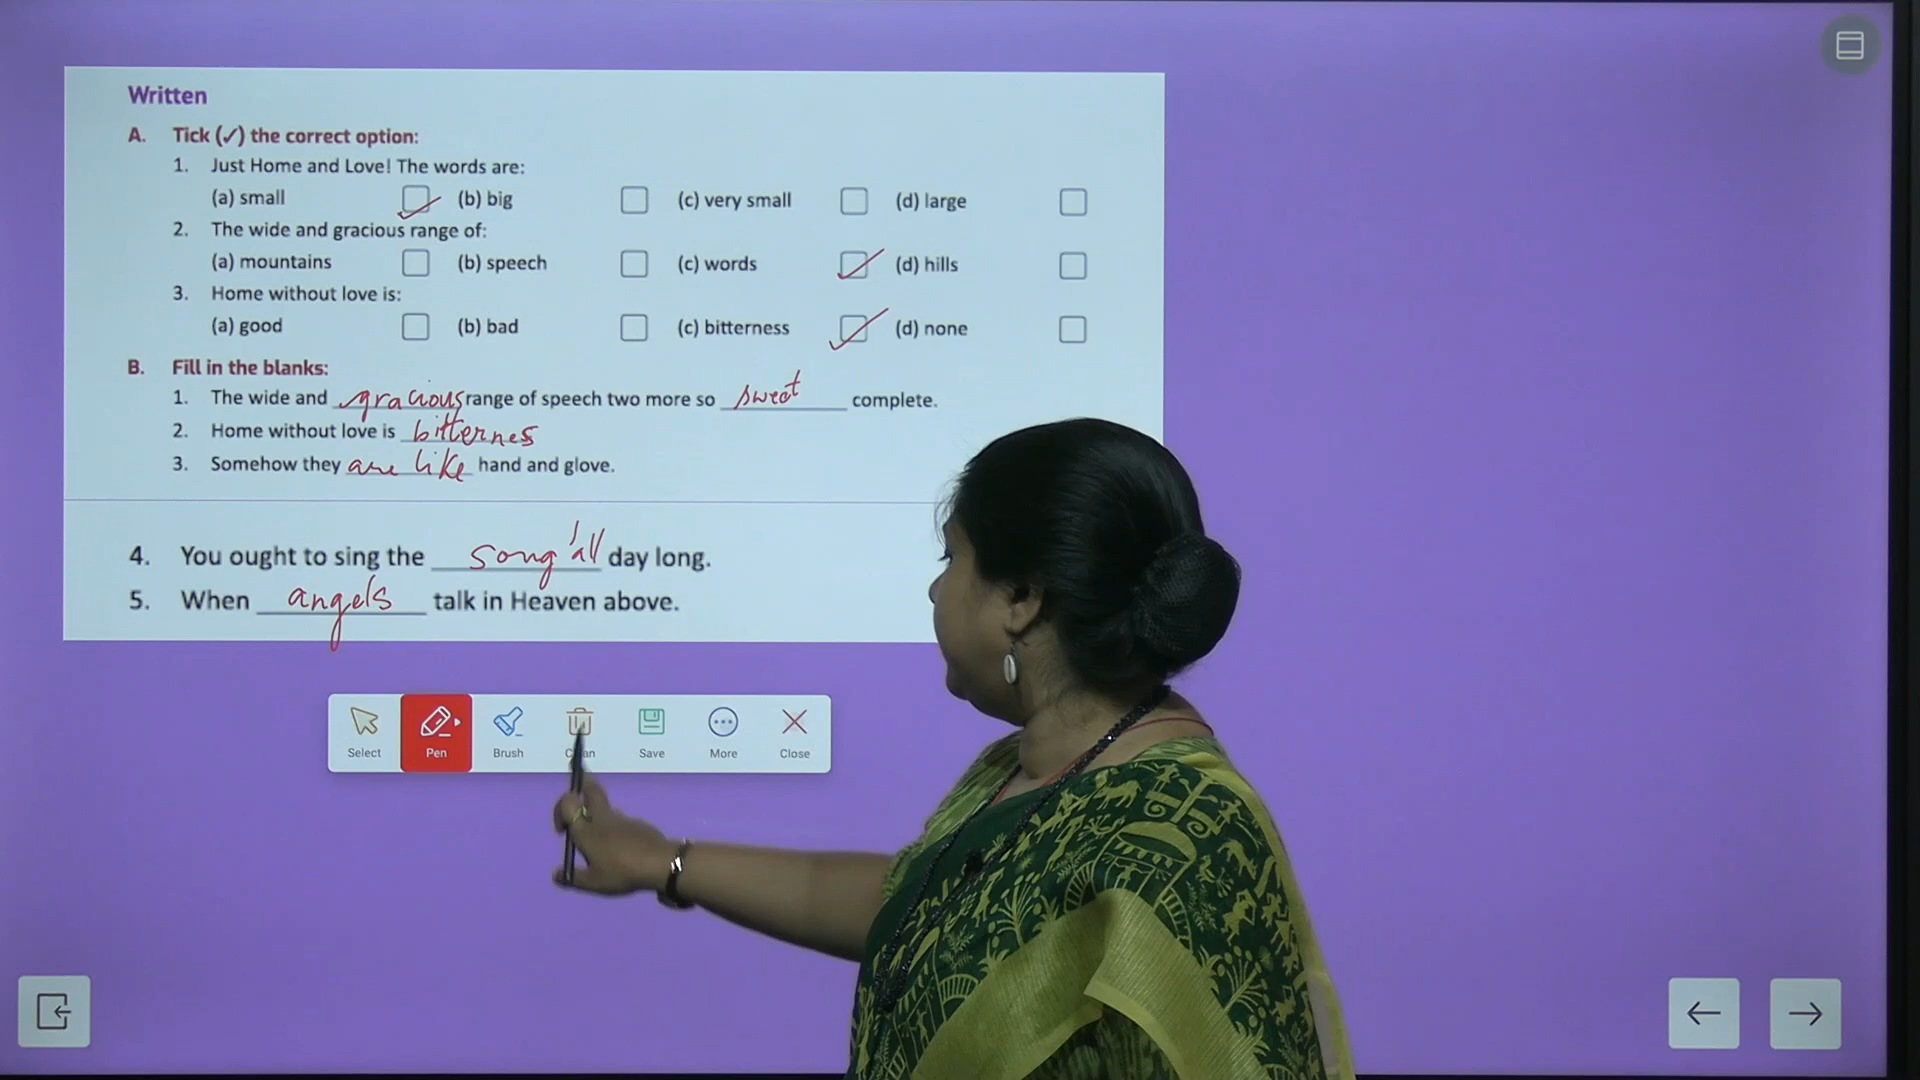 Written
A. Tick (✓) the correct option:
1. Just Home and Love! The words are:
(a) small (b) big (c) very small (d) large
2. The wide and gracious range of:
(a) mountains (b) speech (c) words (d) hills
3. Home without love is:
(a) good (b) bad (c) bitterness (d) none
B. Fill in the blanks:
1. The wide and gracious range of speech two more so sweet complete.
2. Home without love is bitternes
3. Somehow they are like hand and glove.
4. You ought to sing the song all day long.
5. When angels talk in Heaven above.
Select Pen Brush Save More Close